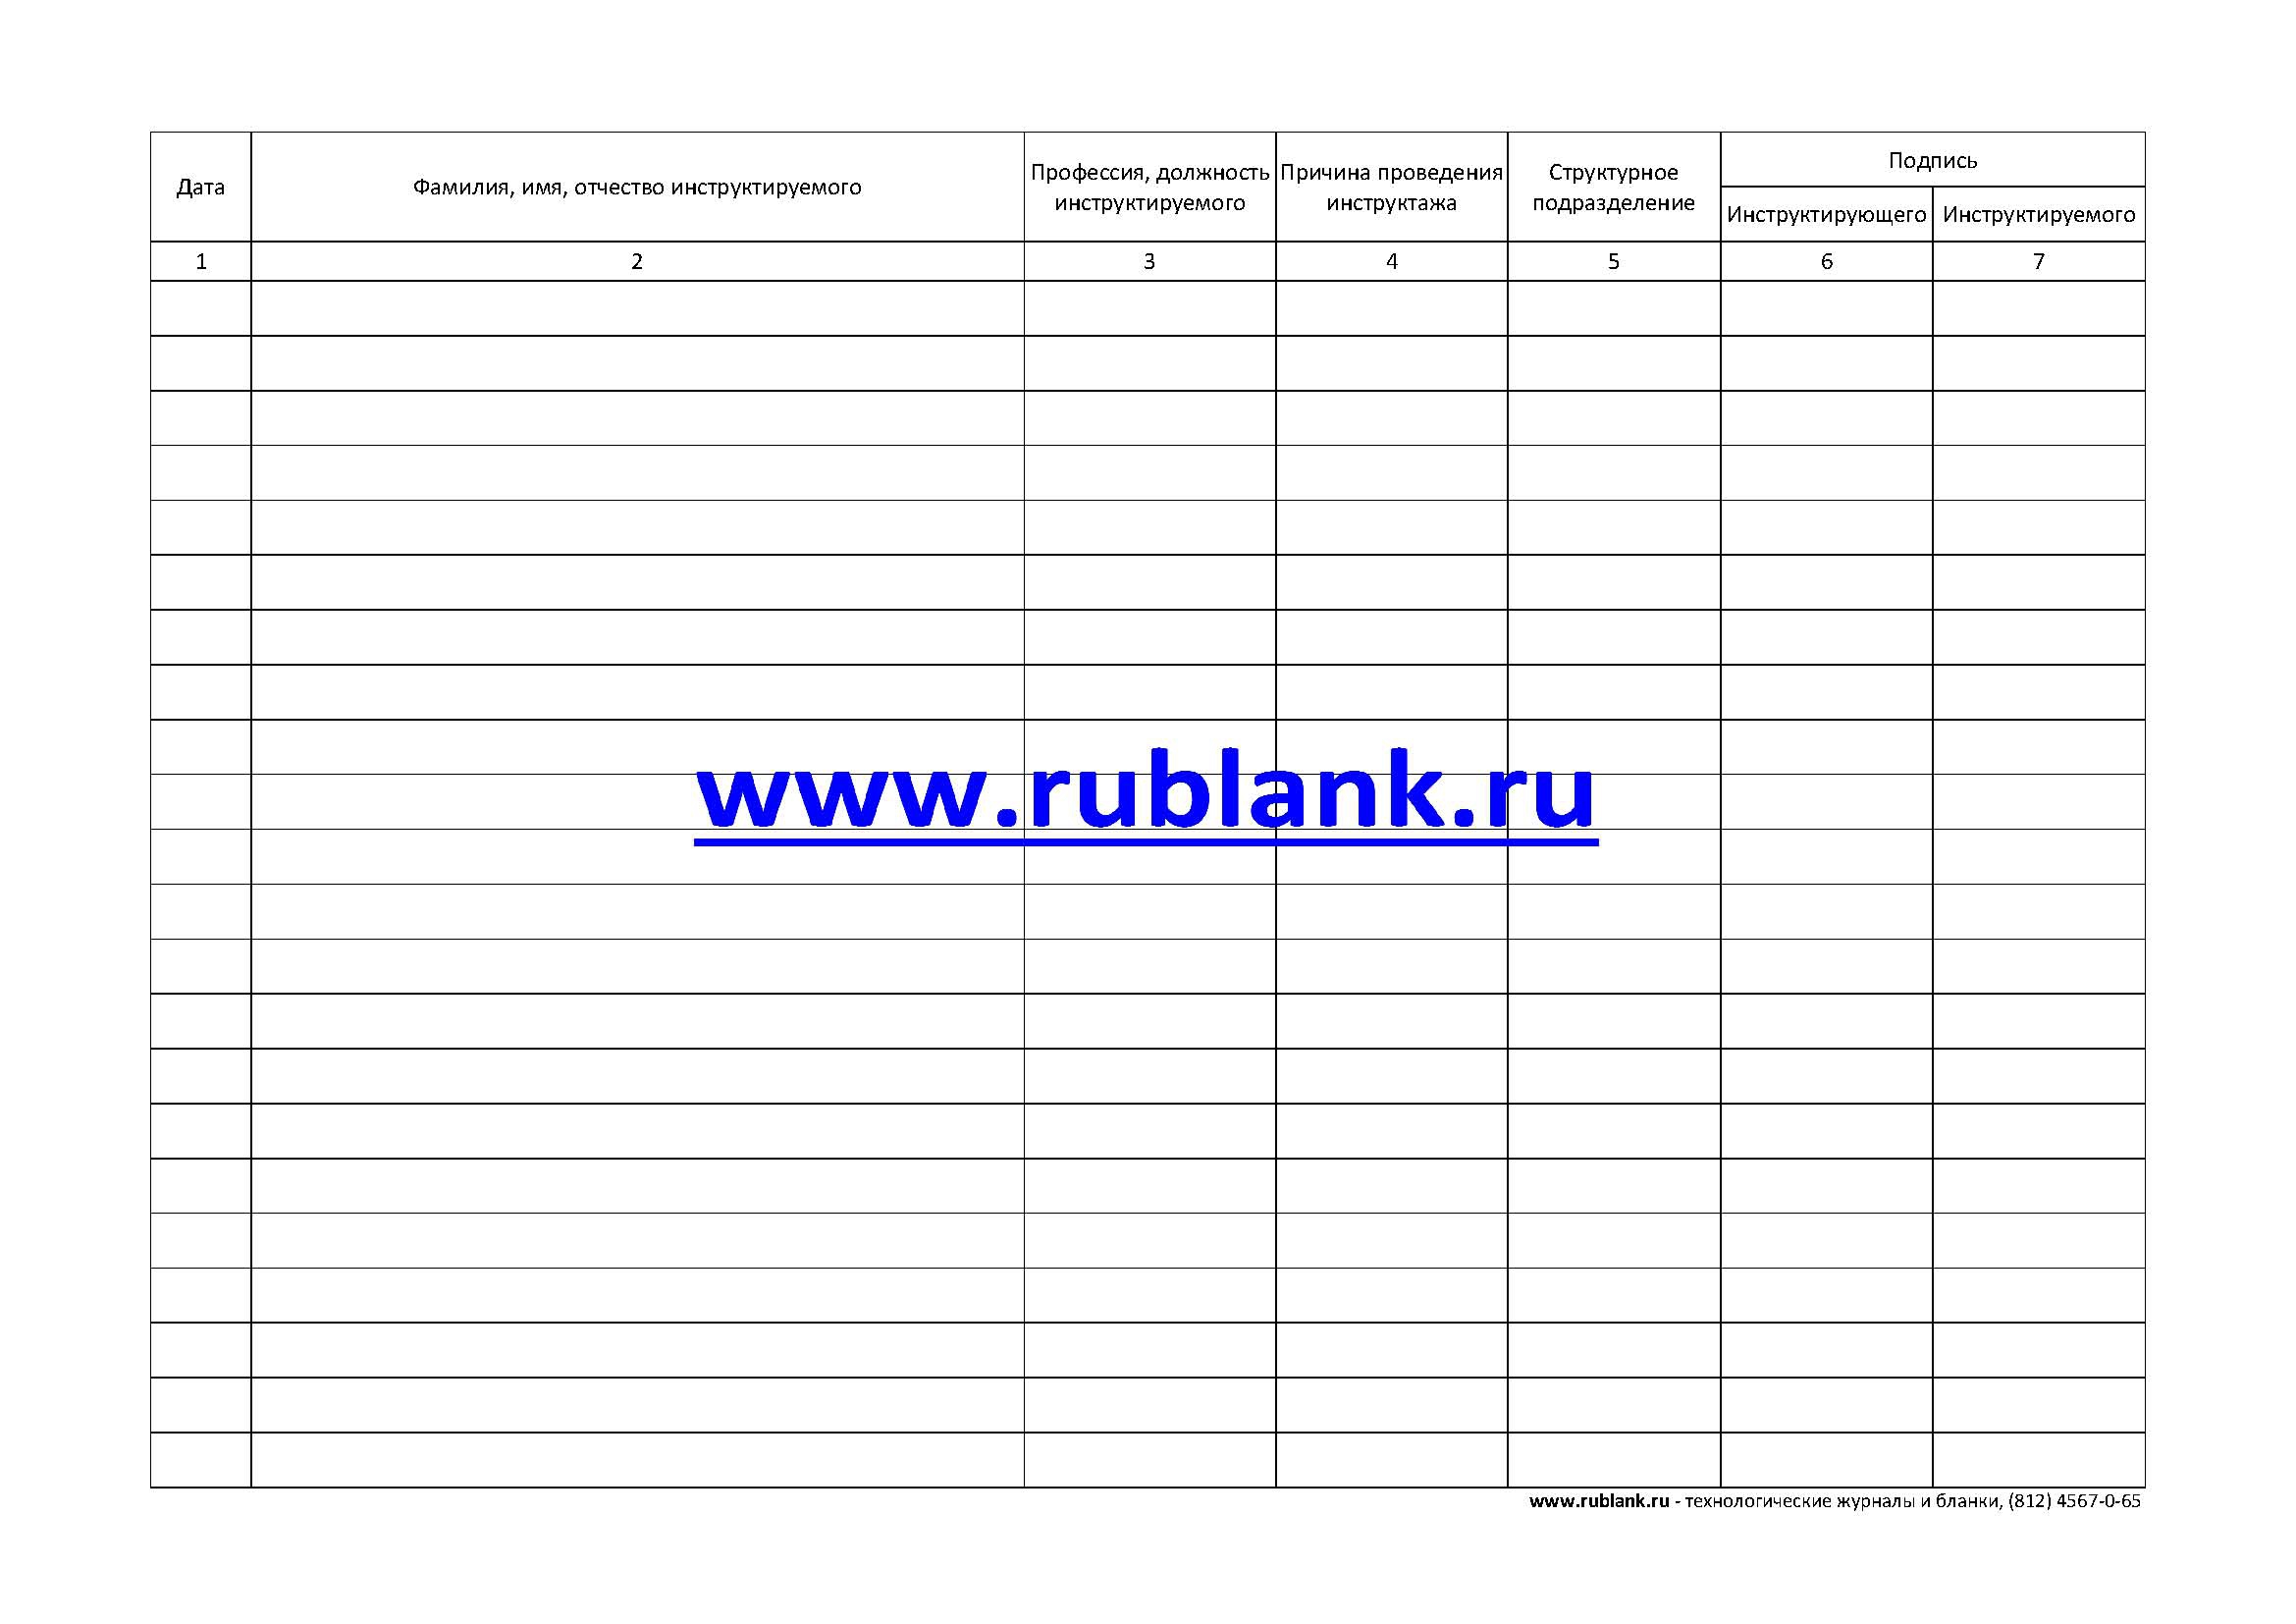 Дата
Фамилия, имя, отчество инструктируемого
Профессия, должность
инструктируемого
Причина проведения
инструктажа
Структурное
подразделение
Подпись
Инструктирующего
Инструктируемого
1 2 3 4 5 6 7
www.rublank.ru
www.rublank.ru - технологические журналы и бланки, (812) 4567-0-65